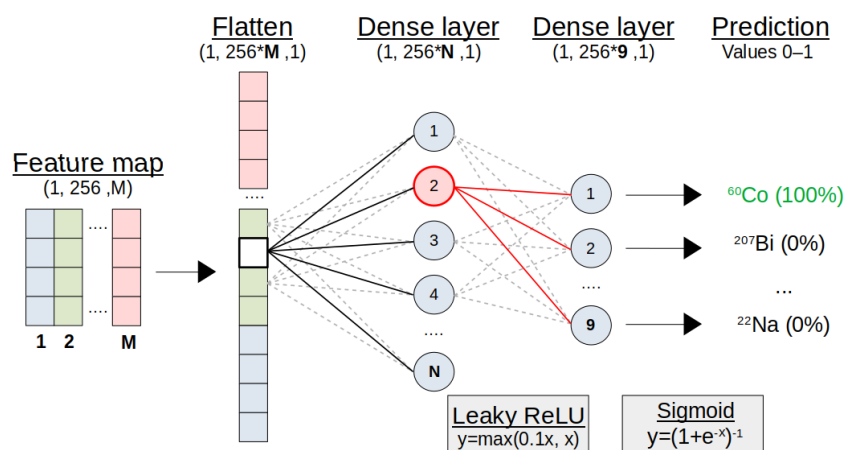 Flatten
(1, 256*M ,1)
Dense layer
(1, 256*N ,1)
Dense layer
(1, 256*9 ,1)
Prediction
Values 0–1
Feature map
(1, 256 ,M)
....
....
1 2 M
....
1
2
3
4
....
N
1
2
....
9
⁶⁰Co (100%)
²⁰⁷Bi (0%)
...
²²Na (0%)
Leaky ReLU
y=max(0.1x, x)
Sigmoid
y=(1+e⁻ˣ)⁻¹